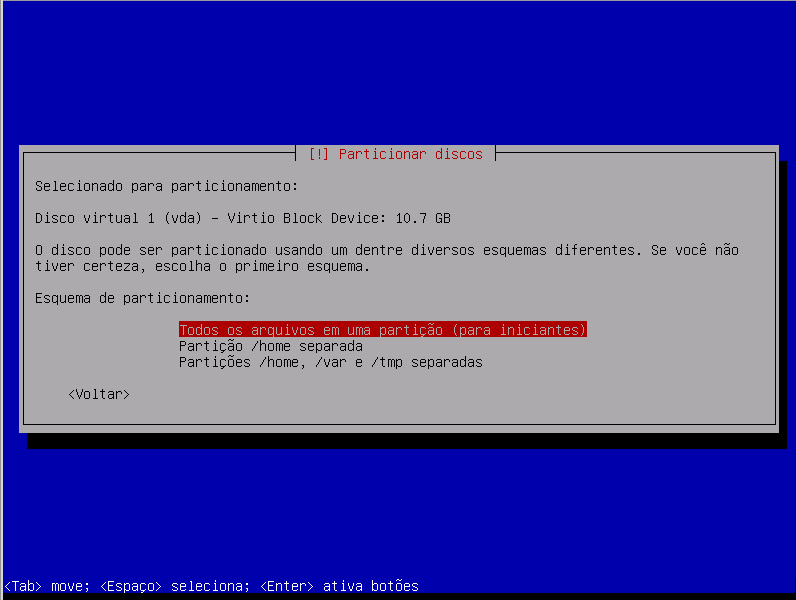 [!] Particionar discos
Selecionado para particionamento:
Disco virtual 1 (vda) - Virtio Block Device: 10.7 GB
O disco pode ser particionado usando um dentre diversos esquemas diferentes. Se você não
tiver certeza, escolha o primeiro esquema.
Esquema de particionamento:
Todos os arquivos em uma partição (para iniciantes)
Partição /home separada
Partições /home, /var e /tmp separadas
<Voltar>
<Tab> move; <Espaço> seleciona; <Enter> ativa botões